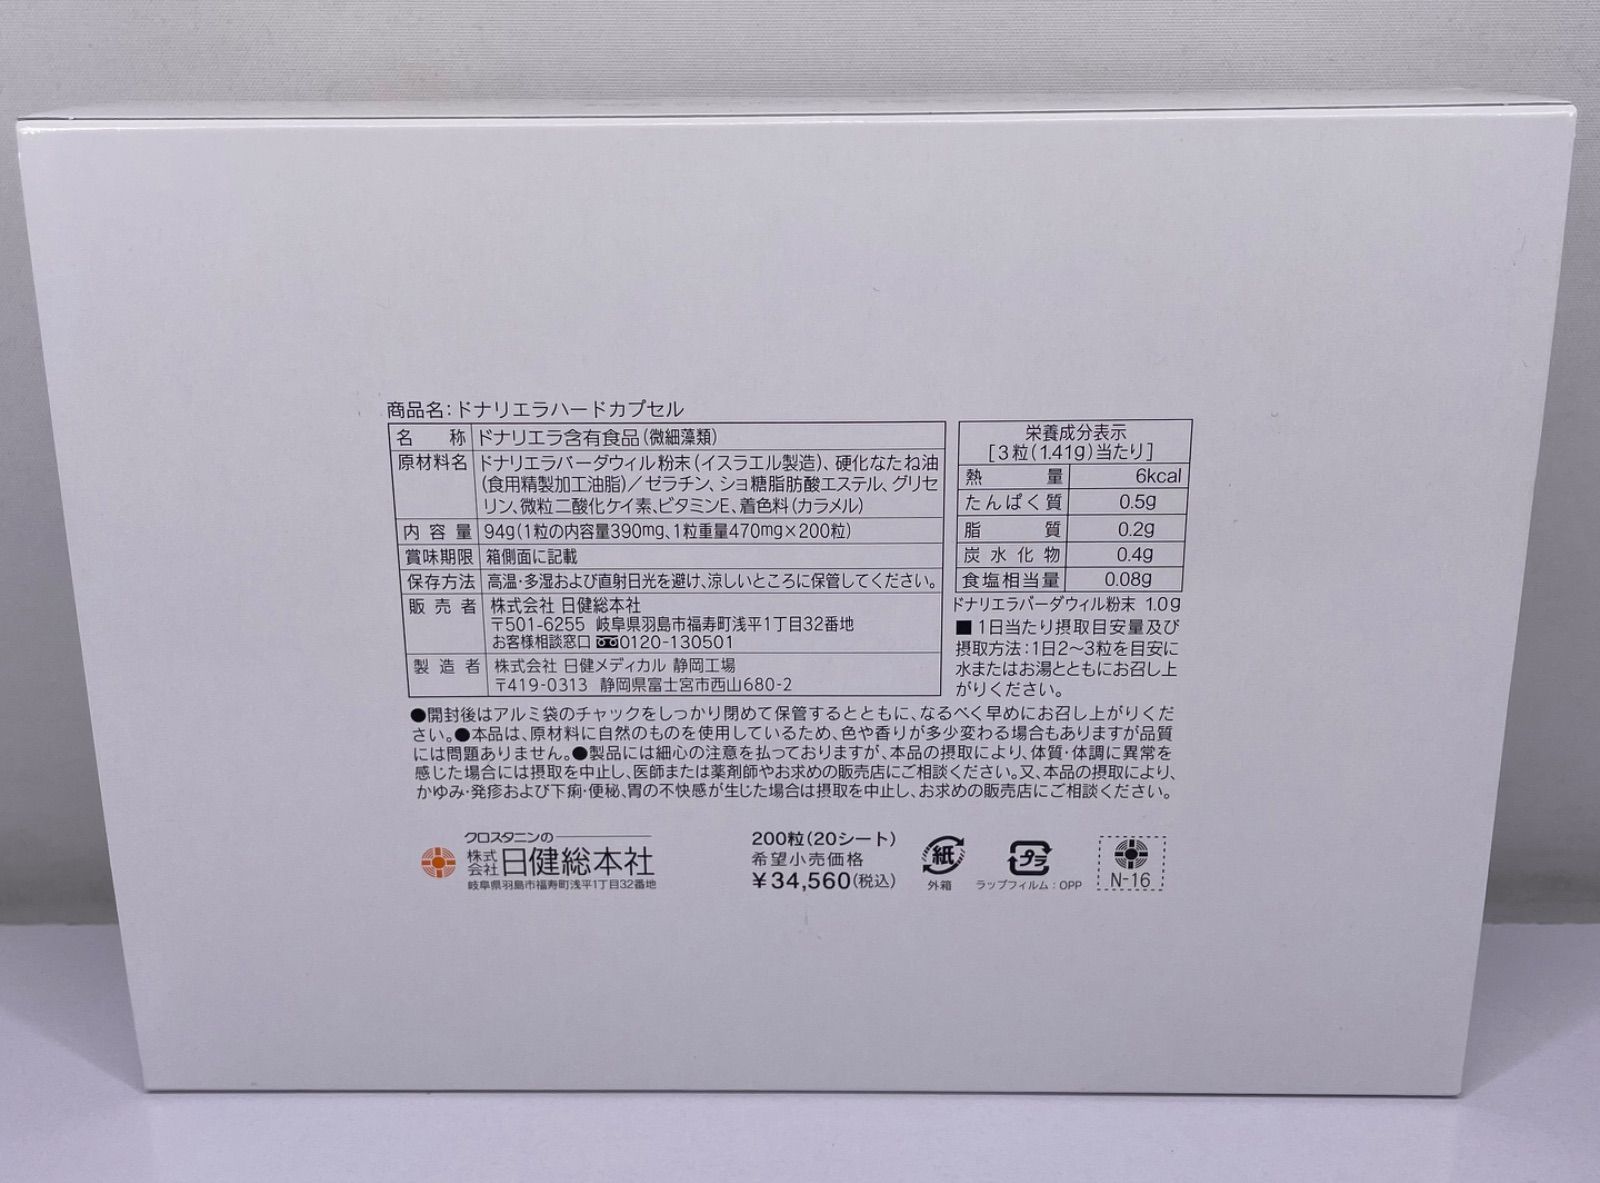 商品名:ドナリエラハードカプセル
名称 ドナリエラ含有食品(微細藻類)
原材料名 ドナリエラバーダウィル粉末(イスラエル製造)、硬化なたね油
(食用精製加工油脂)/ゼラチン、ショ糖脂肪酸エステル、グリセ
リン、微粒二酸化ケイ素、ビタミンE、着色料(カラメル)
内容量 94g(1粒の内容量390mg、1粒重量470mg×200粒)
賞味期限 箱側面に記載
保存方法 高温・多湿および直射日光を避け、涼しいところに保管してください。
販売者 株式会社 日健総本社
〒501-6255 岐阜県羽島市福寿町浅平1丁目32番地
お客様相談窓口 0120-130501
製造者 株式会社 日健メディカル 静岡工場
〒419-0313 静岡県富士宮市西山680-2
栄養成分表示
[3粒(1.41g)当たり]
熱量 6kcal
たんぱく質 0.5g
脂質 0.2g
炭水化物 0.4g
食塩相当量 0.08g
ドナリエラバーダウィル粉末 1.0g
■1日当たり摂取目安量及び
摂取方法:1日2~3粒を目安に
水またはお湯とともにお召し上
がりください。
●開封後はアルミ袋のチャックをしっかり閉めて保管するとともに、なるべく早めにお召し上がりくだ
さい。●本品は、原材料に自然のものを使用しているため、色や香りが多少変わる場合もありますが品質
には問題ありません。●製品には細心の注意を払っておりますが、本品の摂取により、体質・体調に異常を
感じた場合には摂取を中止し、医師または薬剤師やお求めの販売店にご相談ください。又、本品の摂取により、
かゆみ・発疹および下痢・便秘、胃の不快感が生じた場合は摂取を中止し、お求めの販売店にご相談ください。
クロスタニンの
株式会社 日健総本社
岐阜県羽島市福寿町浅平1丁目32番地
200粒(20シート)
希望小売価格
¥34,560(税込)
紙
外箱
プラ
ラップフィルム:OPP
N-16